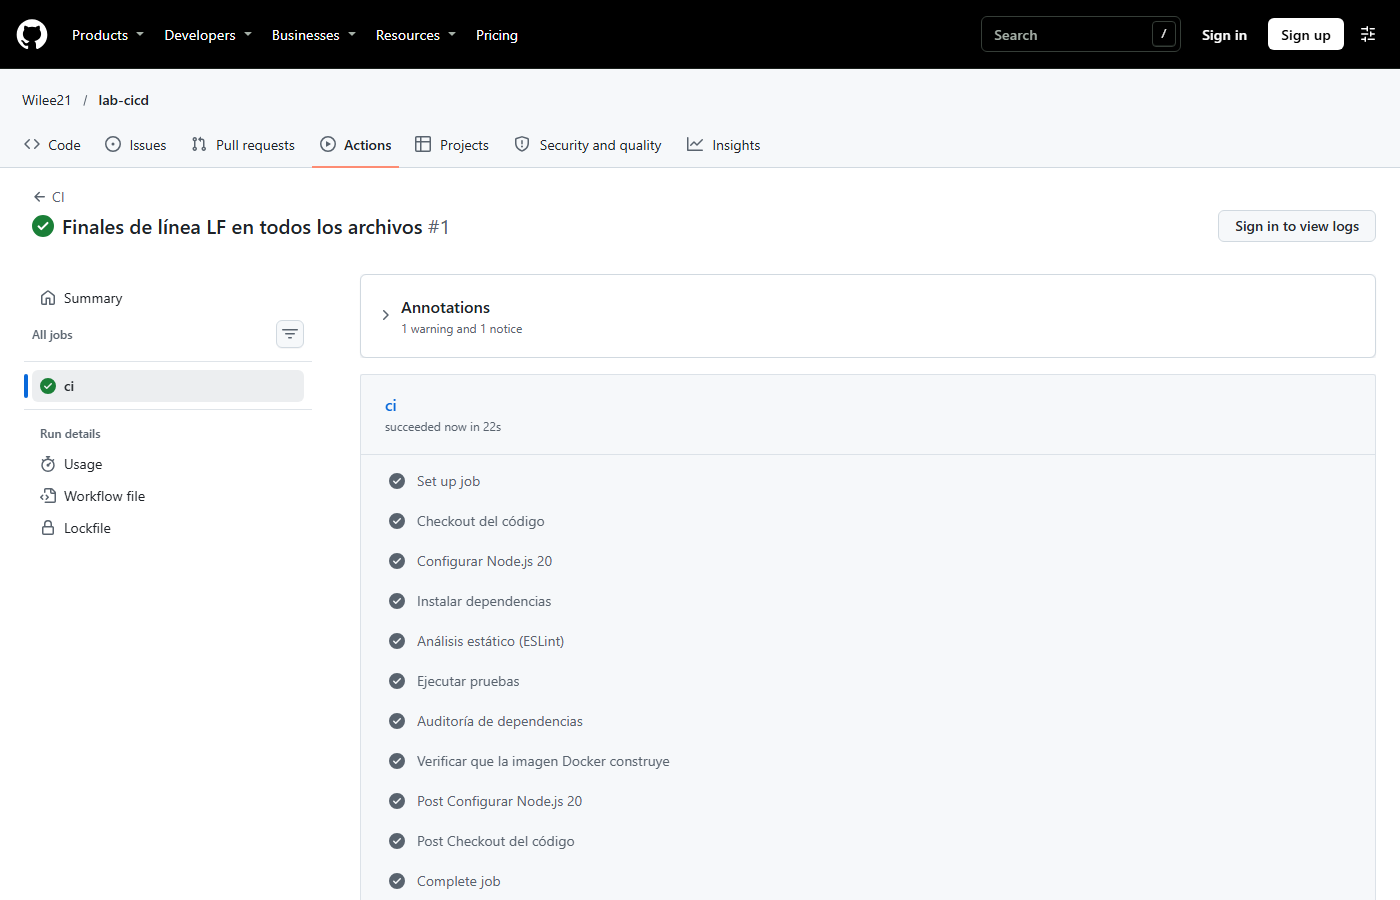 Products Developers Businesses Resources Pricing Search / Sign in Sign up
Wilee21 / lab-cicd
Code Issues Pull requests Actions Projects Security and quality Insights
CI
Finales de línea LF en todos los archivos #1
Sign in to view logs
Summary
All jobs
ci
Run details
Usage
Workflow file
Lockfile
Annotations
1 warning and 1 notice
ci
succeeded now in 22s
Set up job
Checkout del código
Configurar Node.js 20
Instalar dependencias
Análisis estático (ESLint)
Ejecutar pruebas
Auditoría de dependencias
Verificar que la imagen Docker construye
Post Configurar Node.js 20
Post Checkout del código
Complete job